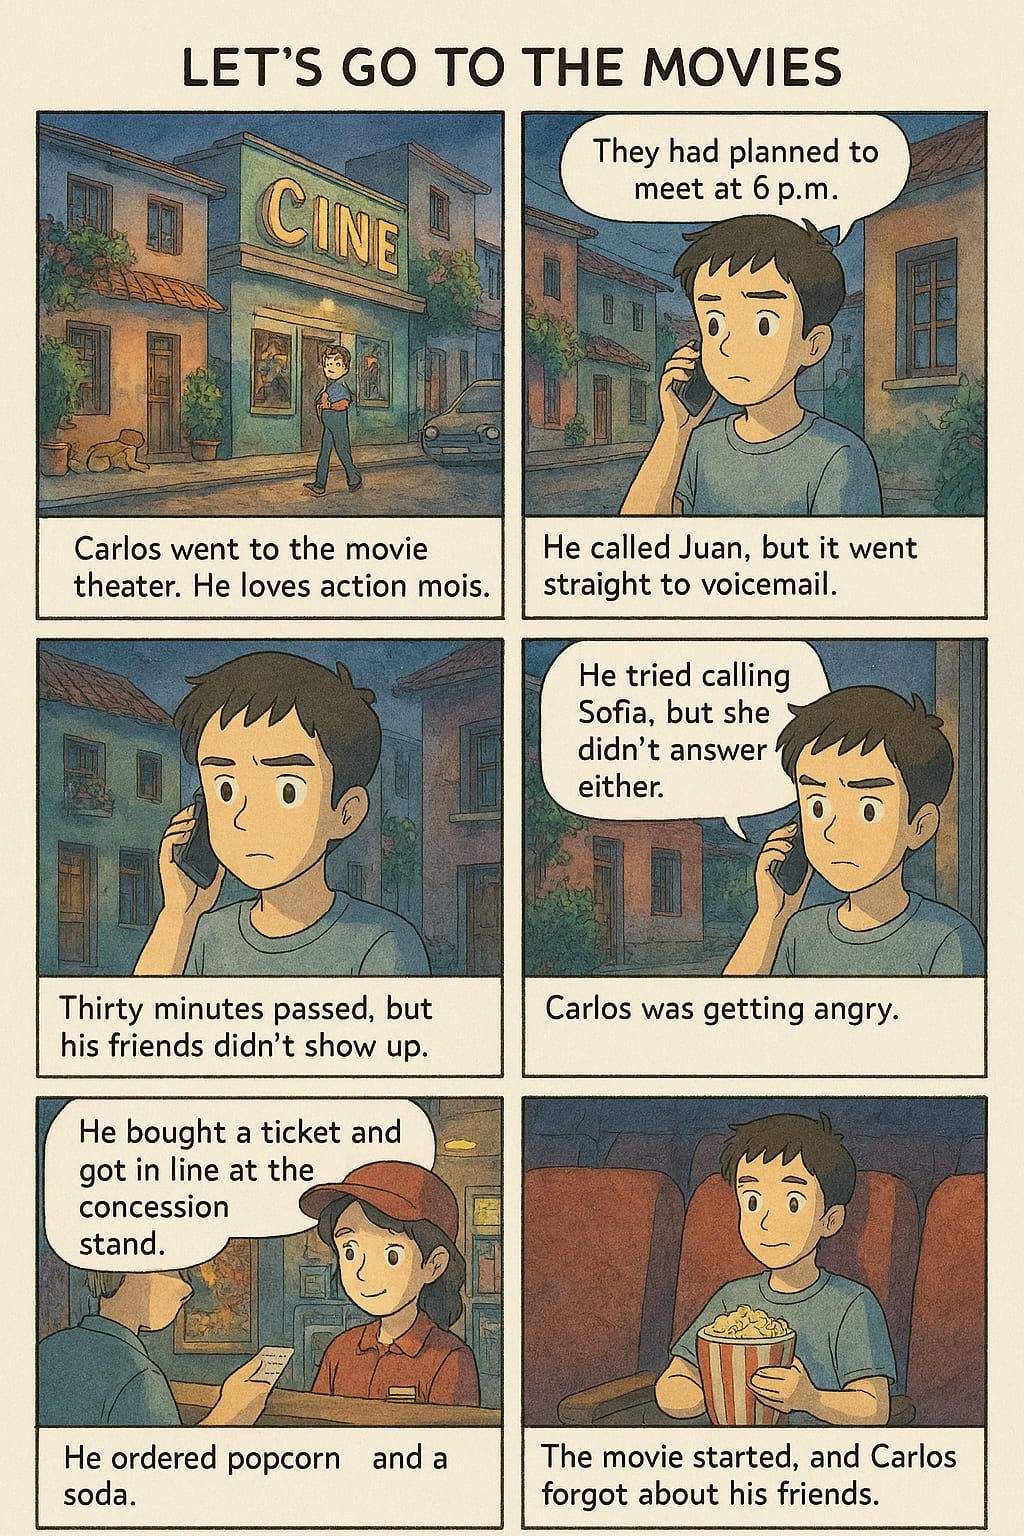 LET'S GO TO THE MOVIES
CINE
Carlos went to the movie
theater. He loves action mois.
They had planned to
meet at 6 p.m.
He called Juan, but it went
straight to voicemail.
Thirty minutes passed, but
his friends didn't show up.
He tried calling
Sofia, but she
didn't answer
either.
Carlos was getting angry.
He bought a ticket and
got in line at the
concession
stand.
He ordered popcorn and a
soda.
The movie started, and Carlos
forgot about his friends.